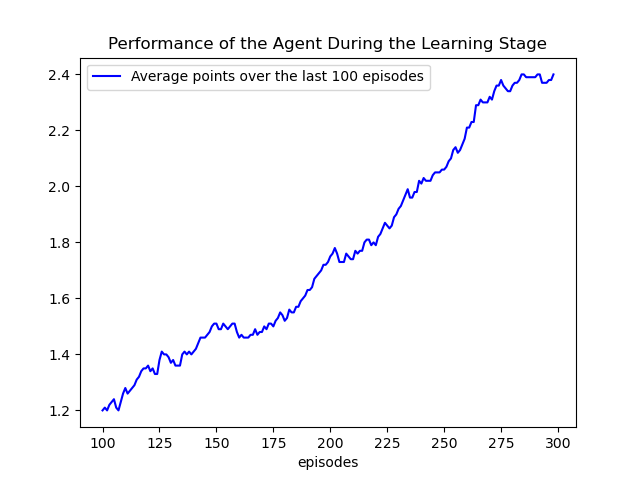 Performance of the Agent During the Learning Stage
Average points over the last 100 episodes
2.4
2.2
2.0
1.8
1.6
1.4
1.2
100 125 150 175 200 225 250 275 300
episodes